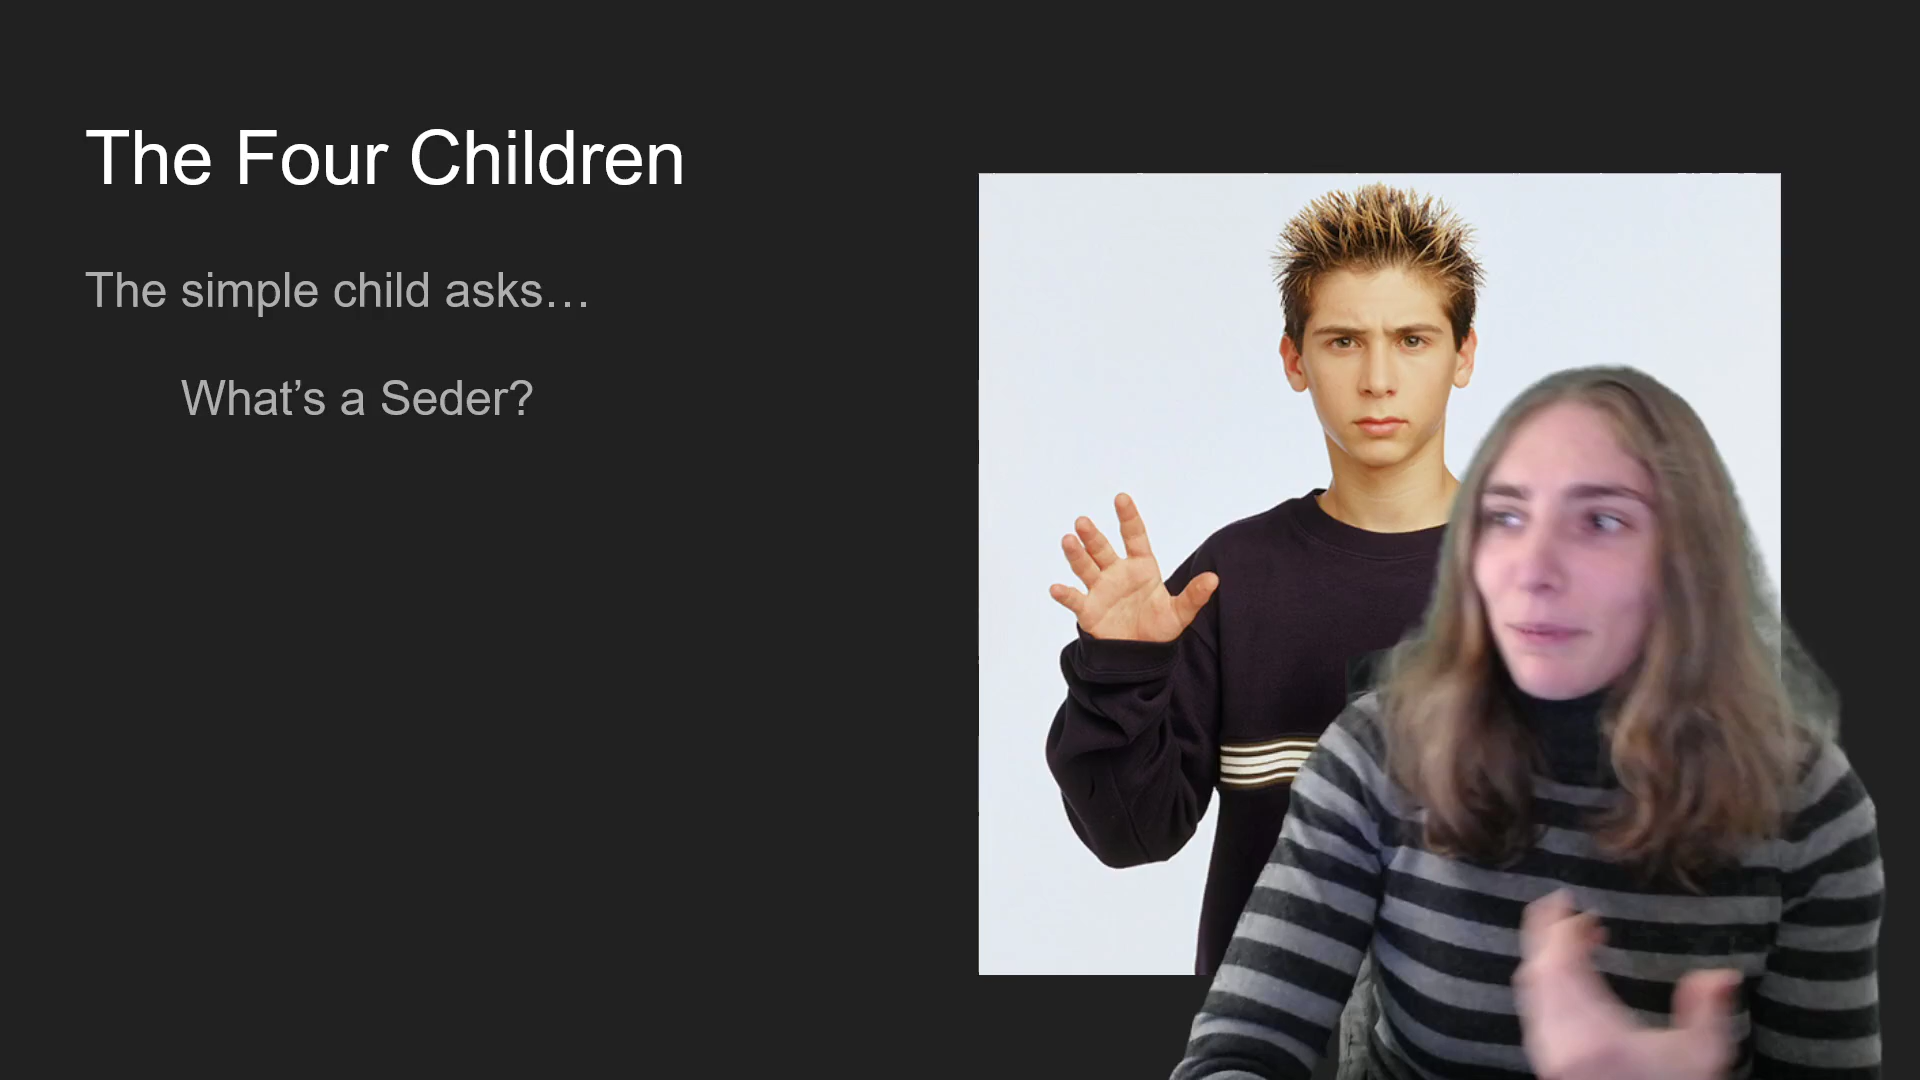 The Four Children
The simple child asks…
What’s a Seder?